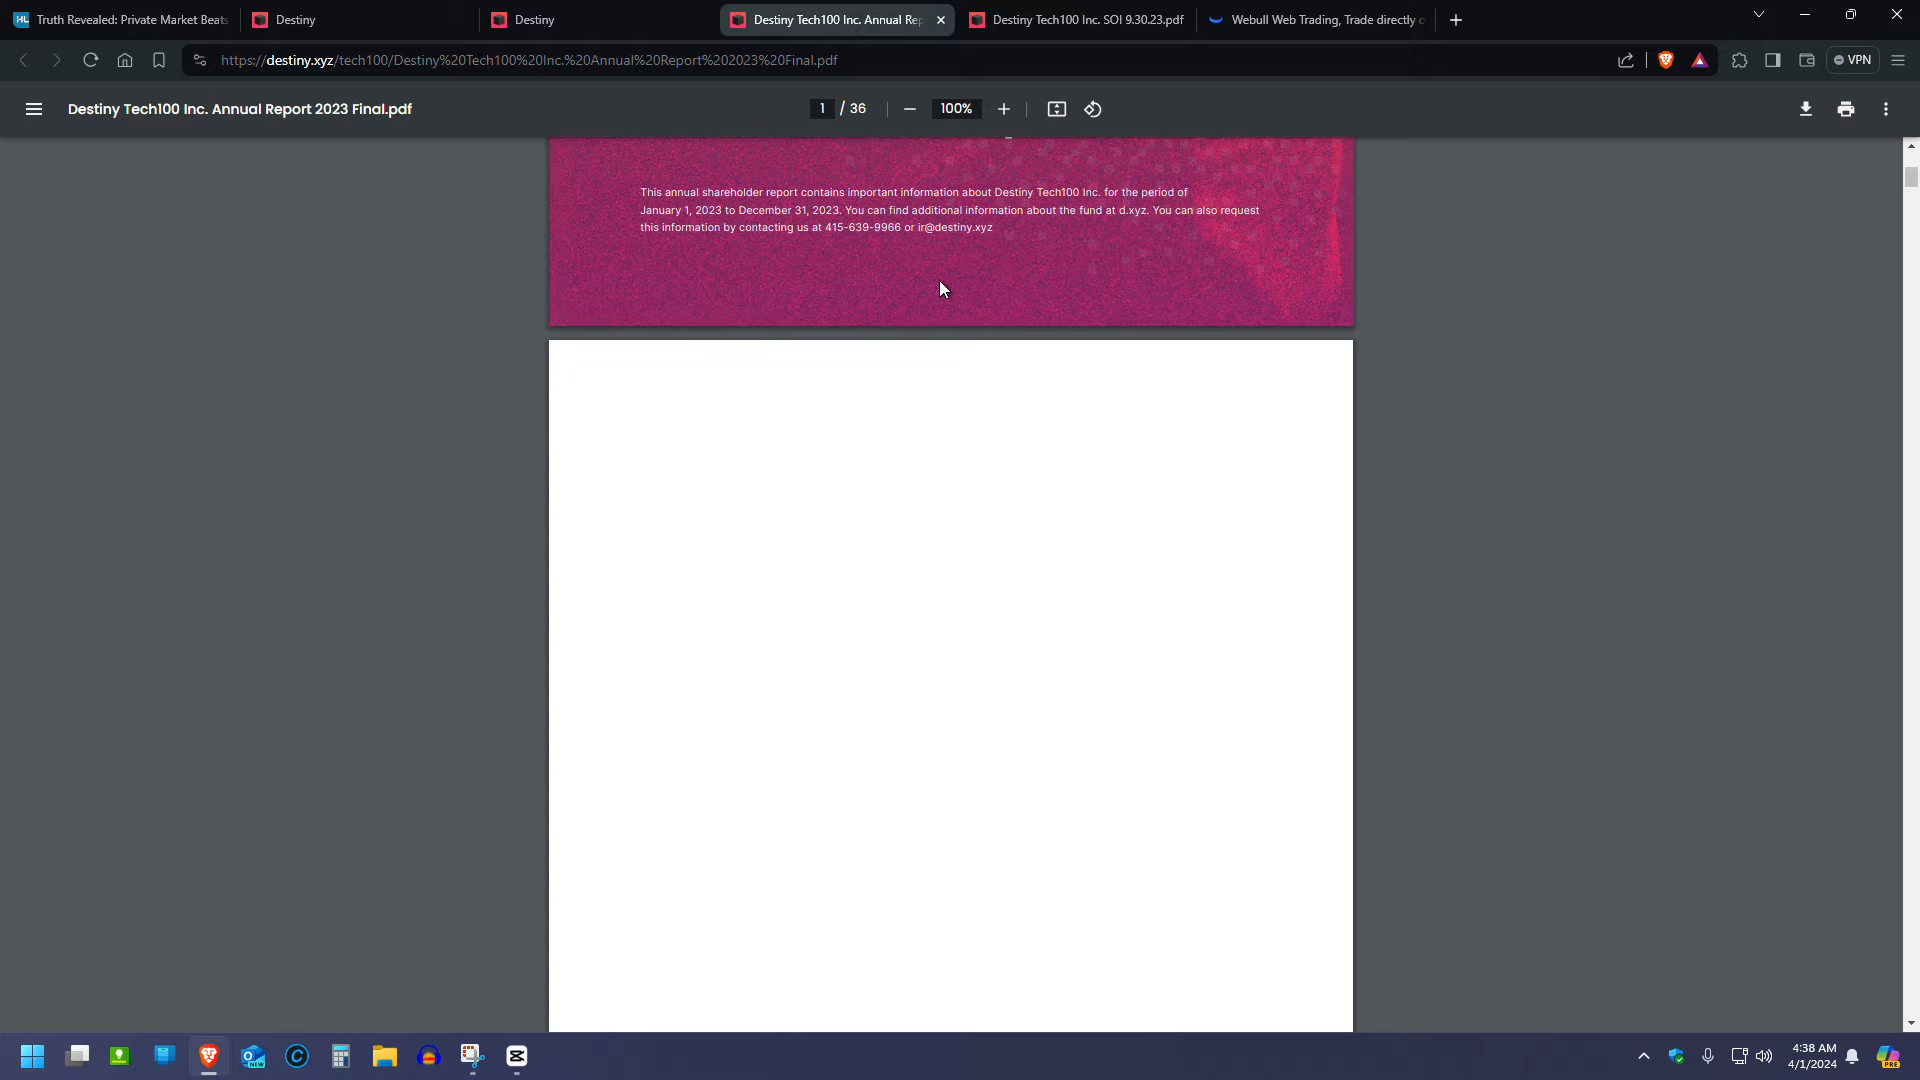 Truth Revealed: Private Market Beats
Destiny
Destiny
Destiny Tech100 Inc. Annual Rep
Destiny Tech100 Inc. SOI 9.30.23.pdf
Webull Web Trading, Trade directly o
https://destiny.xyz/tech100/Destiny%20Tech100%20Inc.%20Annual%20Report%202023%20Final.pdf
VPN
Destiny Tech100 Inc. Annual Report 2023 Final.pdf
1 / 36
100%
This annual shareholder report contains important information about Destiny Tech100 Inc. for the period of
January 1, 2023 to December 31, 2023. You can find additional information about the fund at d.xyz. You can also request
this information by contacting us at 415-639-9966 or ir@destiny.xyz
4:38 AM
4/1/2024
HL
NEW
PRE